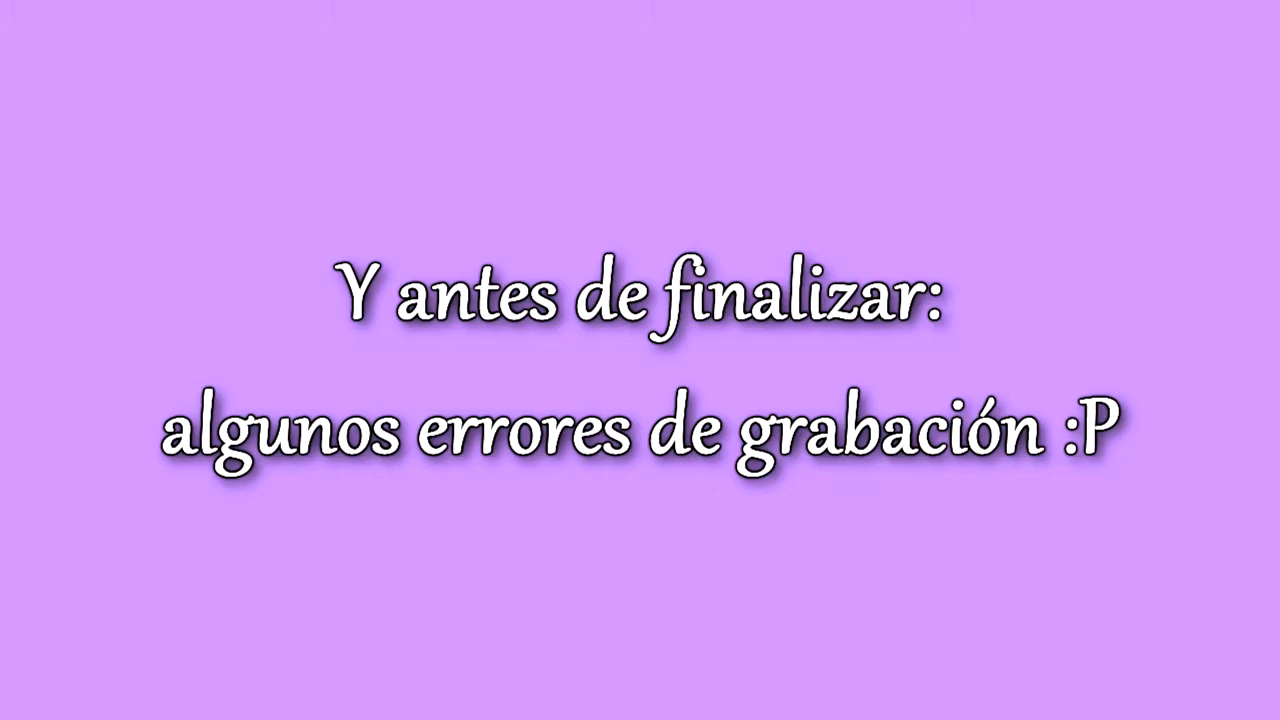 Y antes de finalizar:
algunos errores de grabación :P